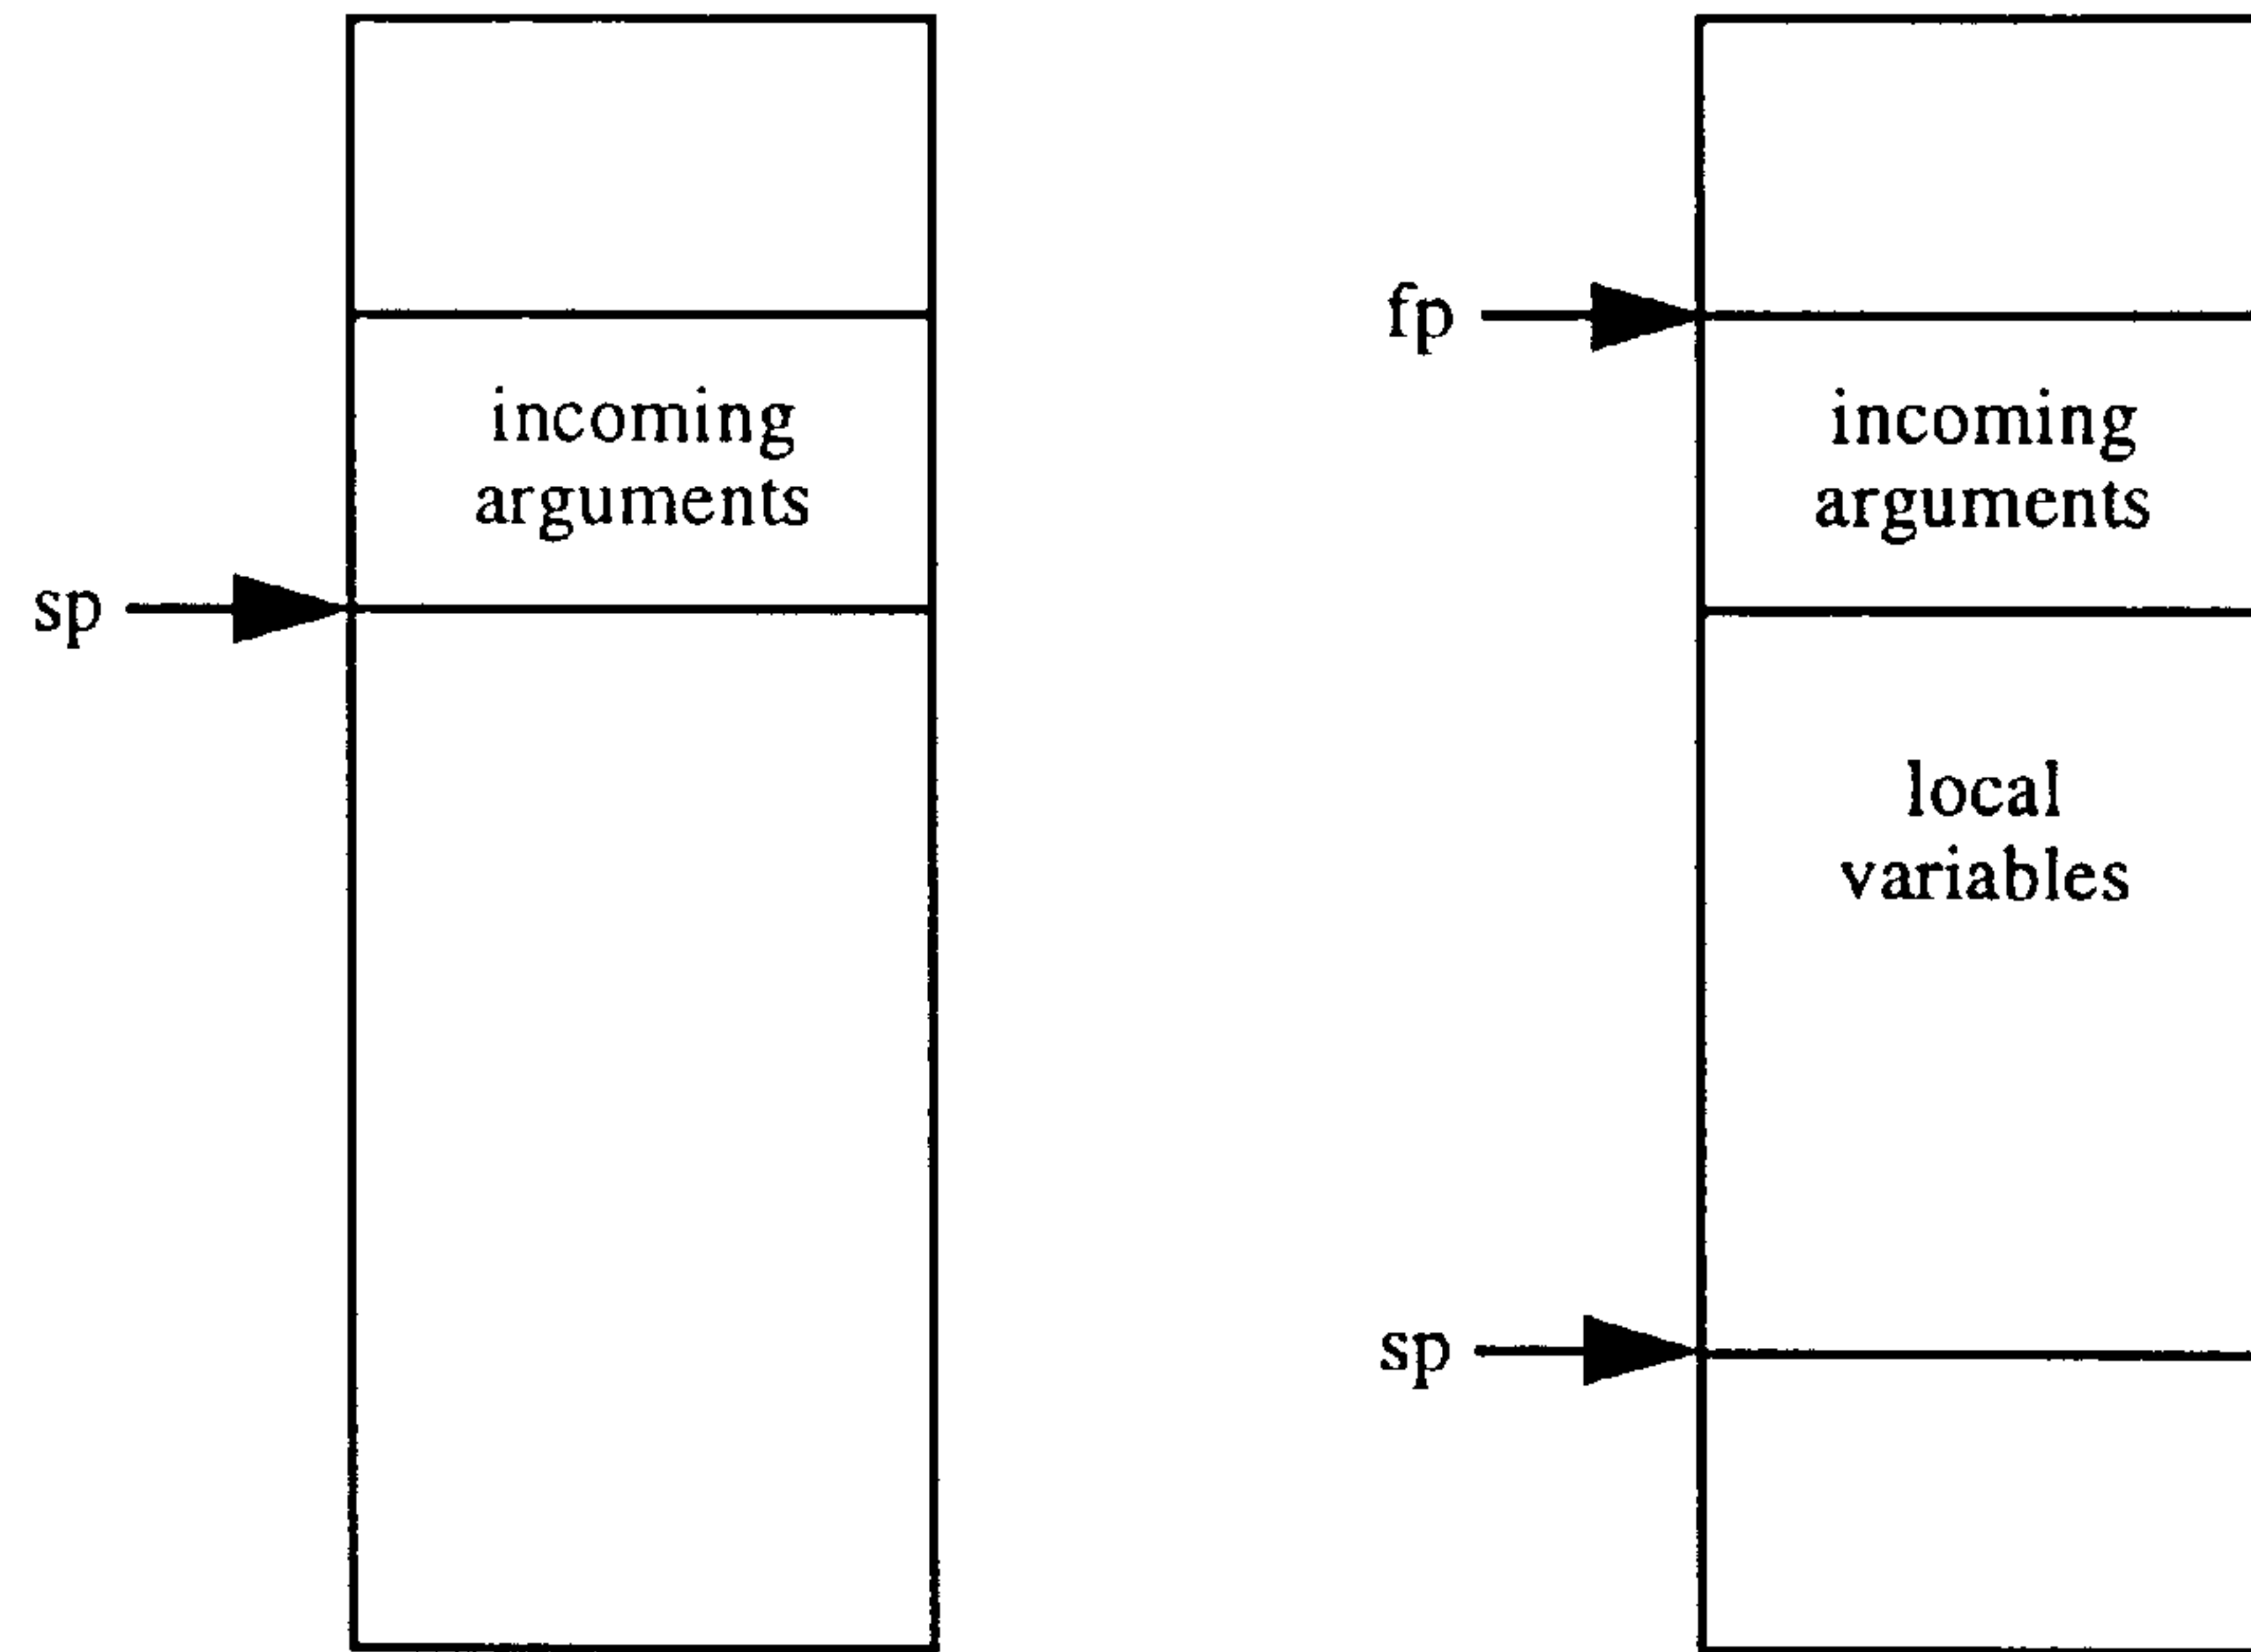 incoming
arguments
sp
fp
incoming
arguments
local
variables
sp